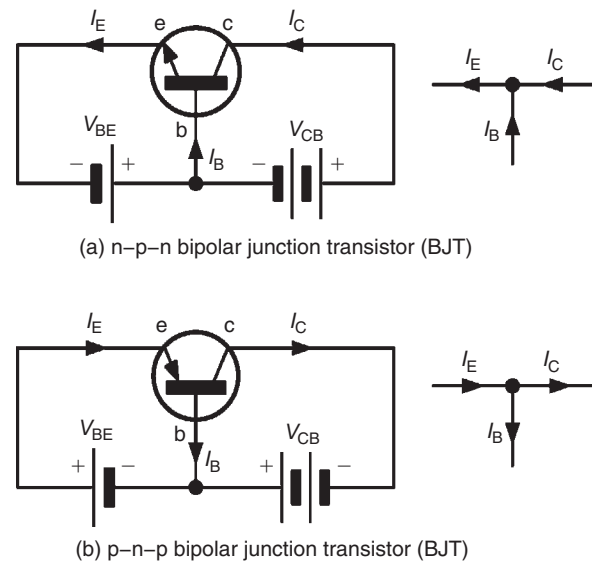 I_E I_C
e c
I_E I_C
V_BE V_CB
b
I_B
− + I_B − +
(a) n–p–n bipolar junction transistor (BJT)
I_E e c I_C
I_E I_C
V_BE b V_CB
I_B
+ − I_B + −
(b) p–n–p bipolar junction transistor (BJT)